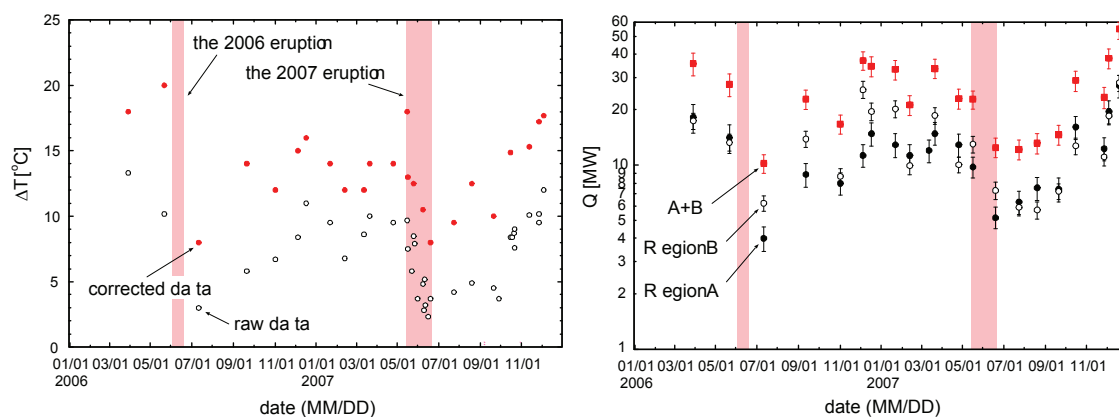 25
20
15
10
5
0
ΔT[°C]
the 2006 eruption
the 2007 eruption
corrected da ta
raw da ta
01/01 03/01 05/01 07/01 09/01 11/01 01/01 03/01 05/01 07/01 09/01 11/01
2006 2007
date (MM/DD)
60
50
40
30
20
10
8
6
5
4
3
2
1
Q [MW]
A+B
R egionB
R egionA
01/01 03/01 05/01 07/01 09/01 11/01 01/01 03/01 05/01 07/01 09/01 11/01
2006 2007
date (MM/DD)